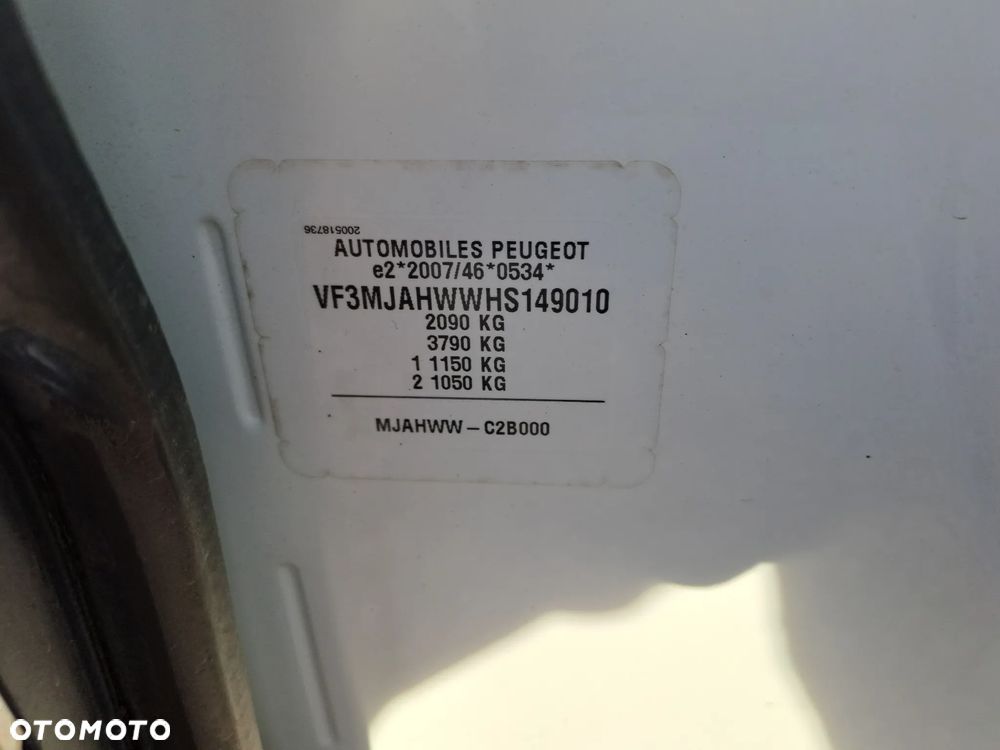 200518736
AUTOMOBILES PEUGEOT
e2*2007/46*0534*
VF3MJAHWWHS149010
2090 KG
3790 KG
1 1150 KG
2 1050 KG
MJAHWW – C2B000
OTOMOTO